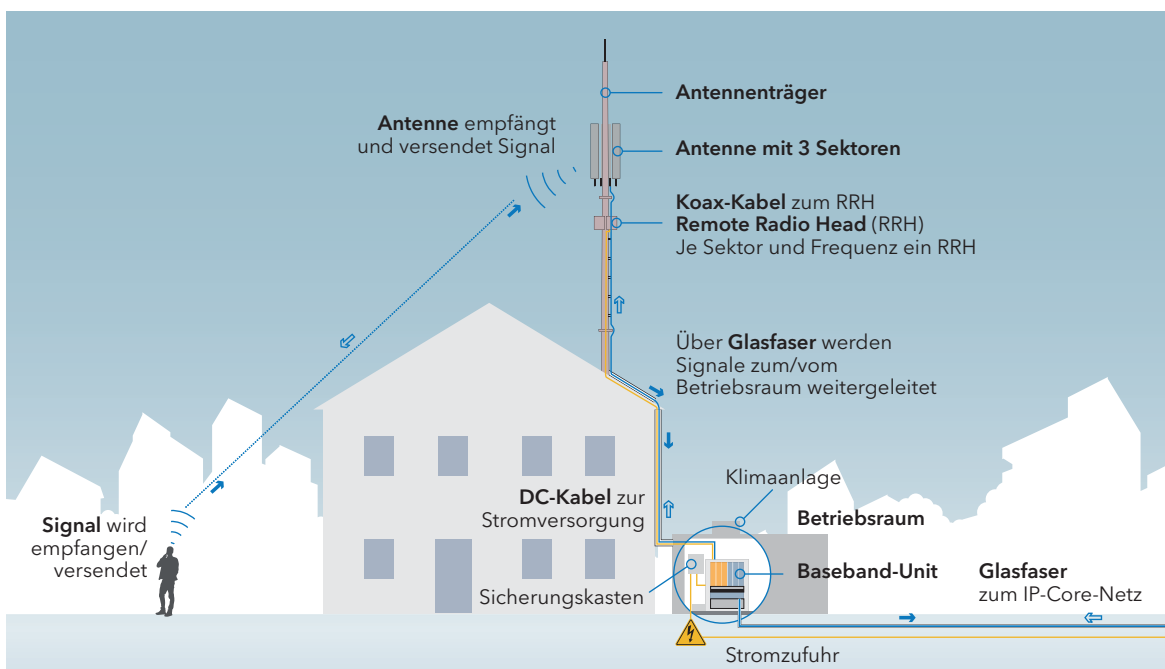 Antennenträger
Antenne empfängt
und versendet Signal
Antenne mit 3 Sektoren
Koax-Kabel zum RRH
Remote Radio Head (RRH)
Je Sektor und Frequenz ein RRH
Über Glasfaser werden
Signale zum/vom
Betriebsraum weitergeleitet
Klimaanlage
DC-Kabel zur
Stromversorgung
Betriebsraum
Signal wird
empfangen/
versendet
Baseband-Unit
Glasfaser
zum IP-Core-Netz
Sicherungskasten
Stromzufuhr